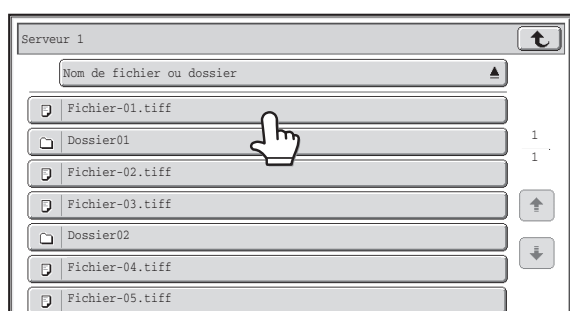 Serveur 1
Nom de fichier ou dossier
Fichier-01.tiff
Dossier01
1
1
Fichier-02.tiff
Fichier-03.tiff
Dossier02
Fichier-04.tiff
Fichier-05.tiff